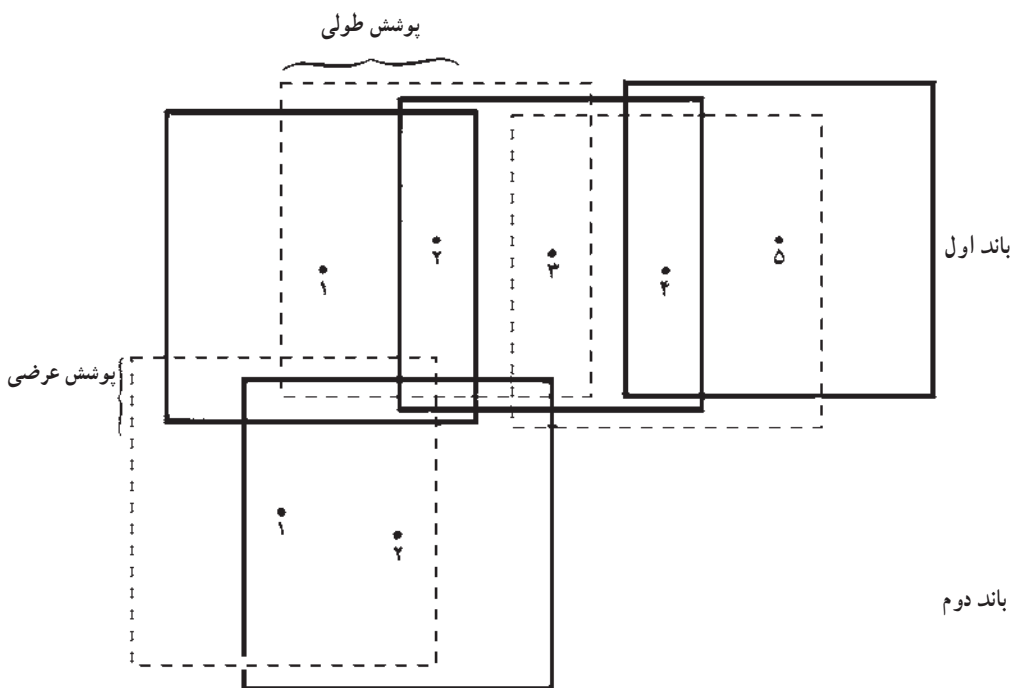 پوشش طولی
باند اول
۱
۲
۳
۴
۵
پوشش عرضی
۱
۲
باند دوم